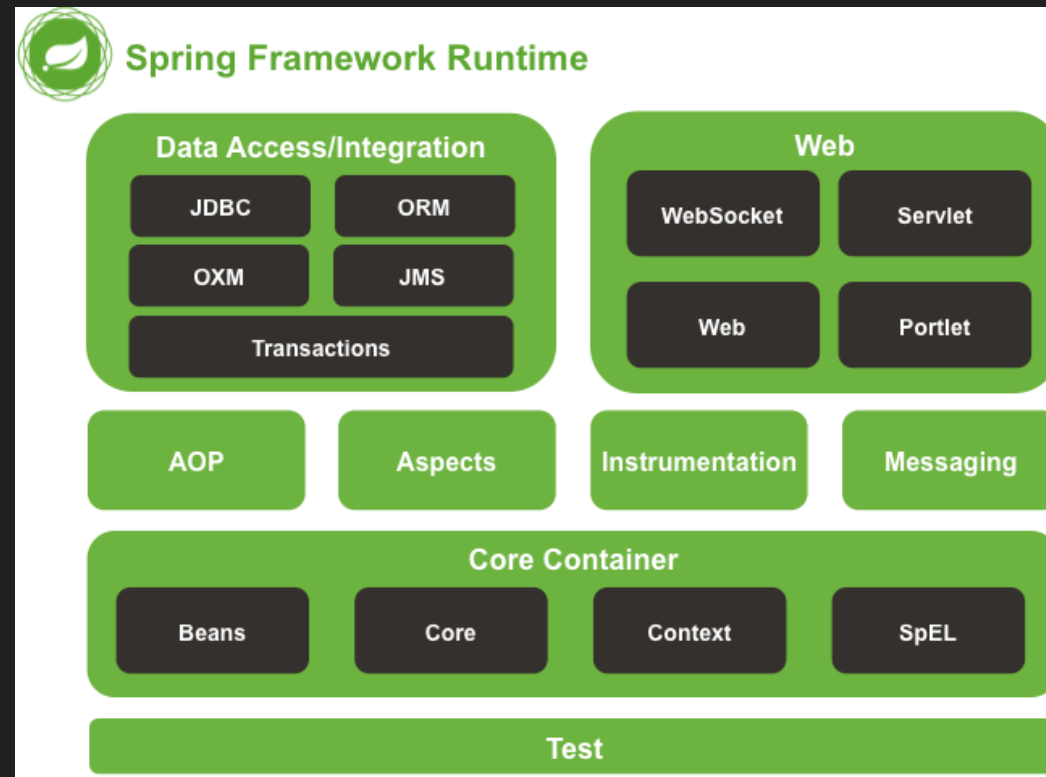 Spring Framework Runtime
Data Access/Integration
JDBC ORM
OXM JMS
Transactions
Web
WebSocket Servlet
Web Portlet
AOP Aspects Instrumentation Messaging
Core Container
Beans Core Context SpEL
Test